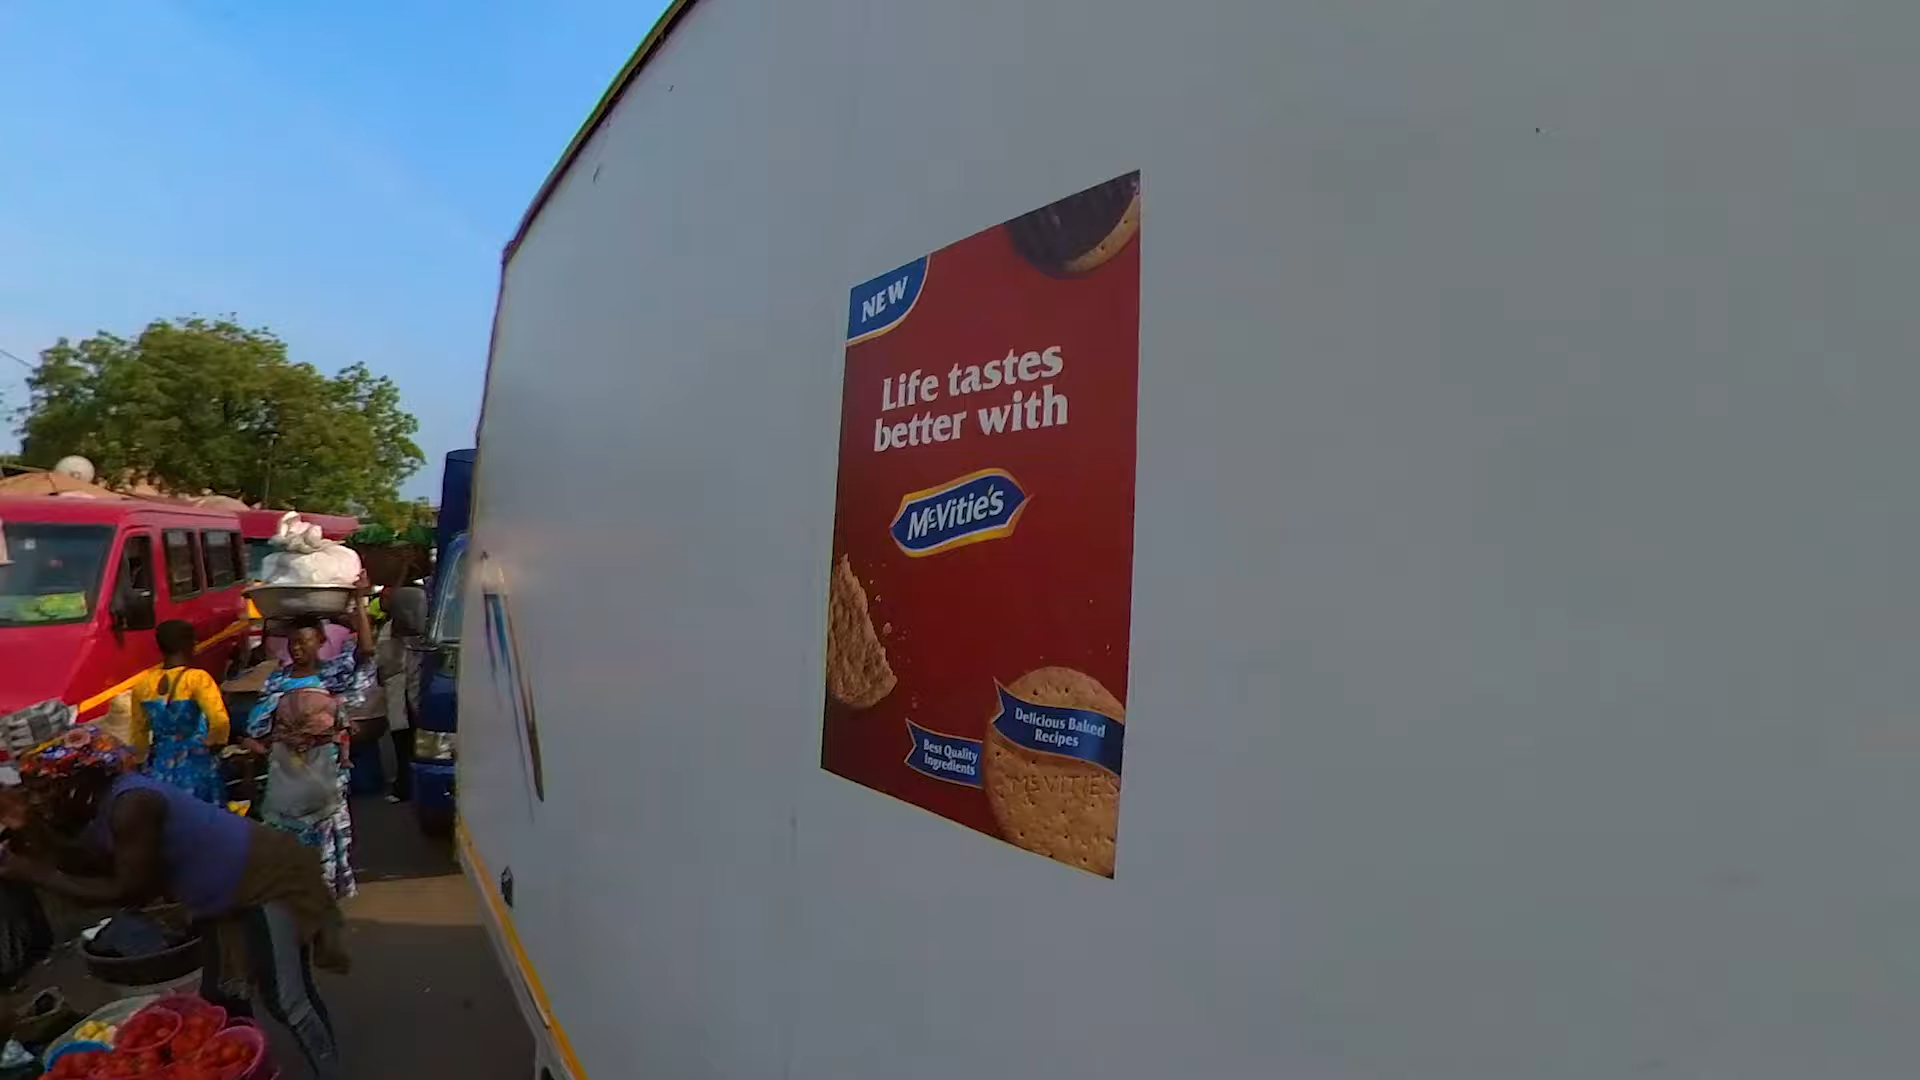 NEW
Life tastes
better with
McVitie's
Best Quality
Ingredients
Delicious Baked
Recipes
McVITIE'S